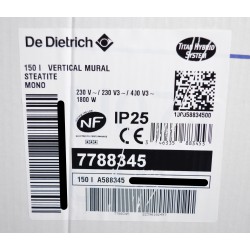 De Dietrich
TITAN HYBRID
SYSTEM
150 l VERTICAL MURAL
STEATITE
MONO
230 V ~/ 230 V3 ~ / 400 V3 ~
1800 W
NF
IP25
7788345
150 l A588345